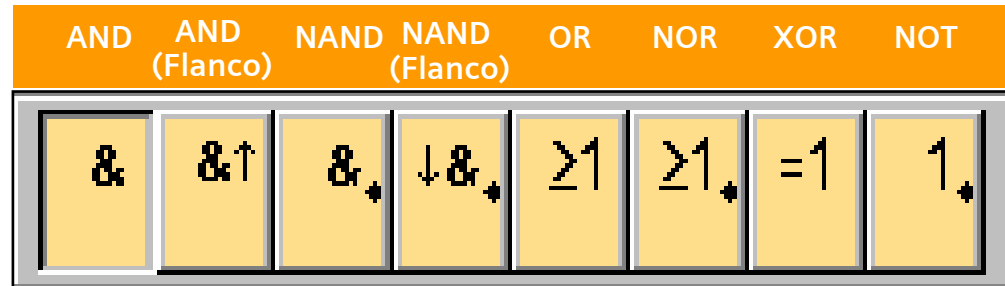 AND AND (Flanco) NAND NAND (Flanco) OR NOR XOR NOT
& &↑ &. ↓&. ≥1 ≥1. =1 1.